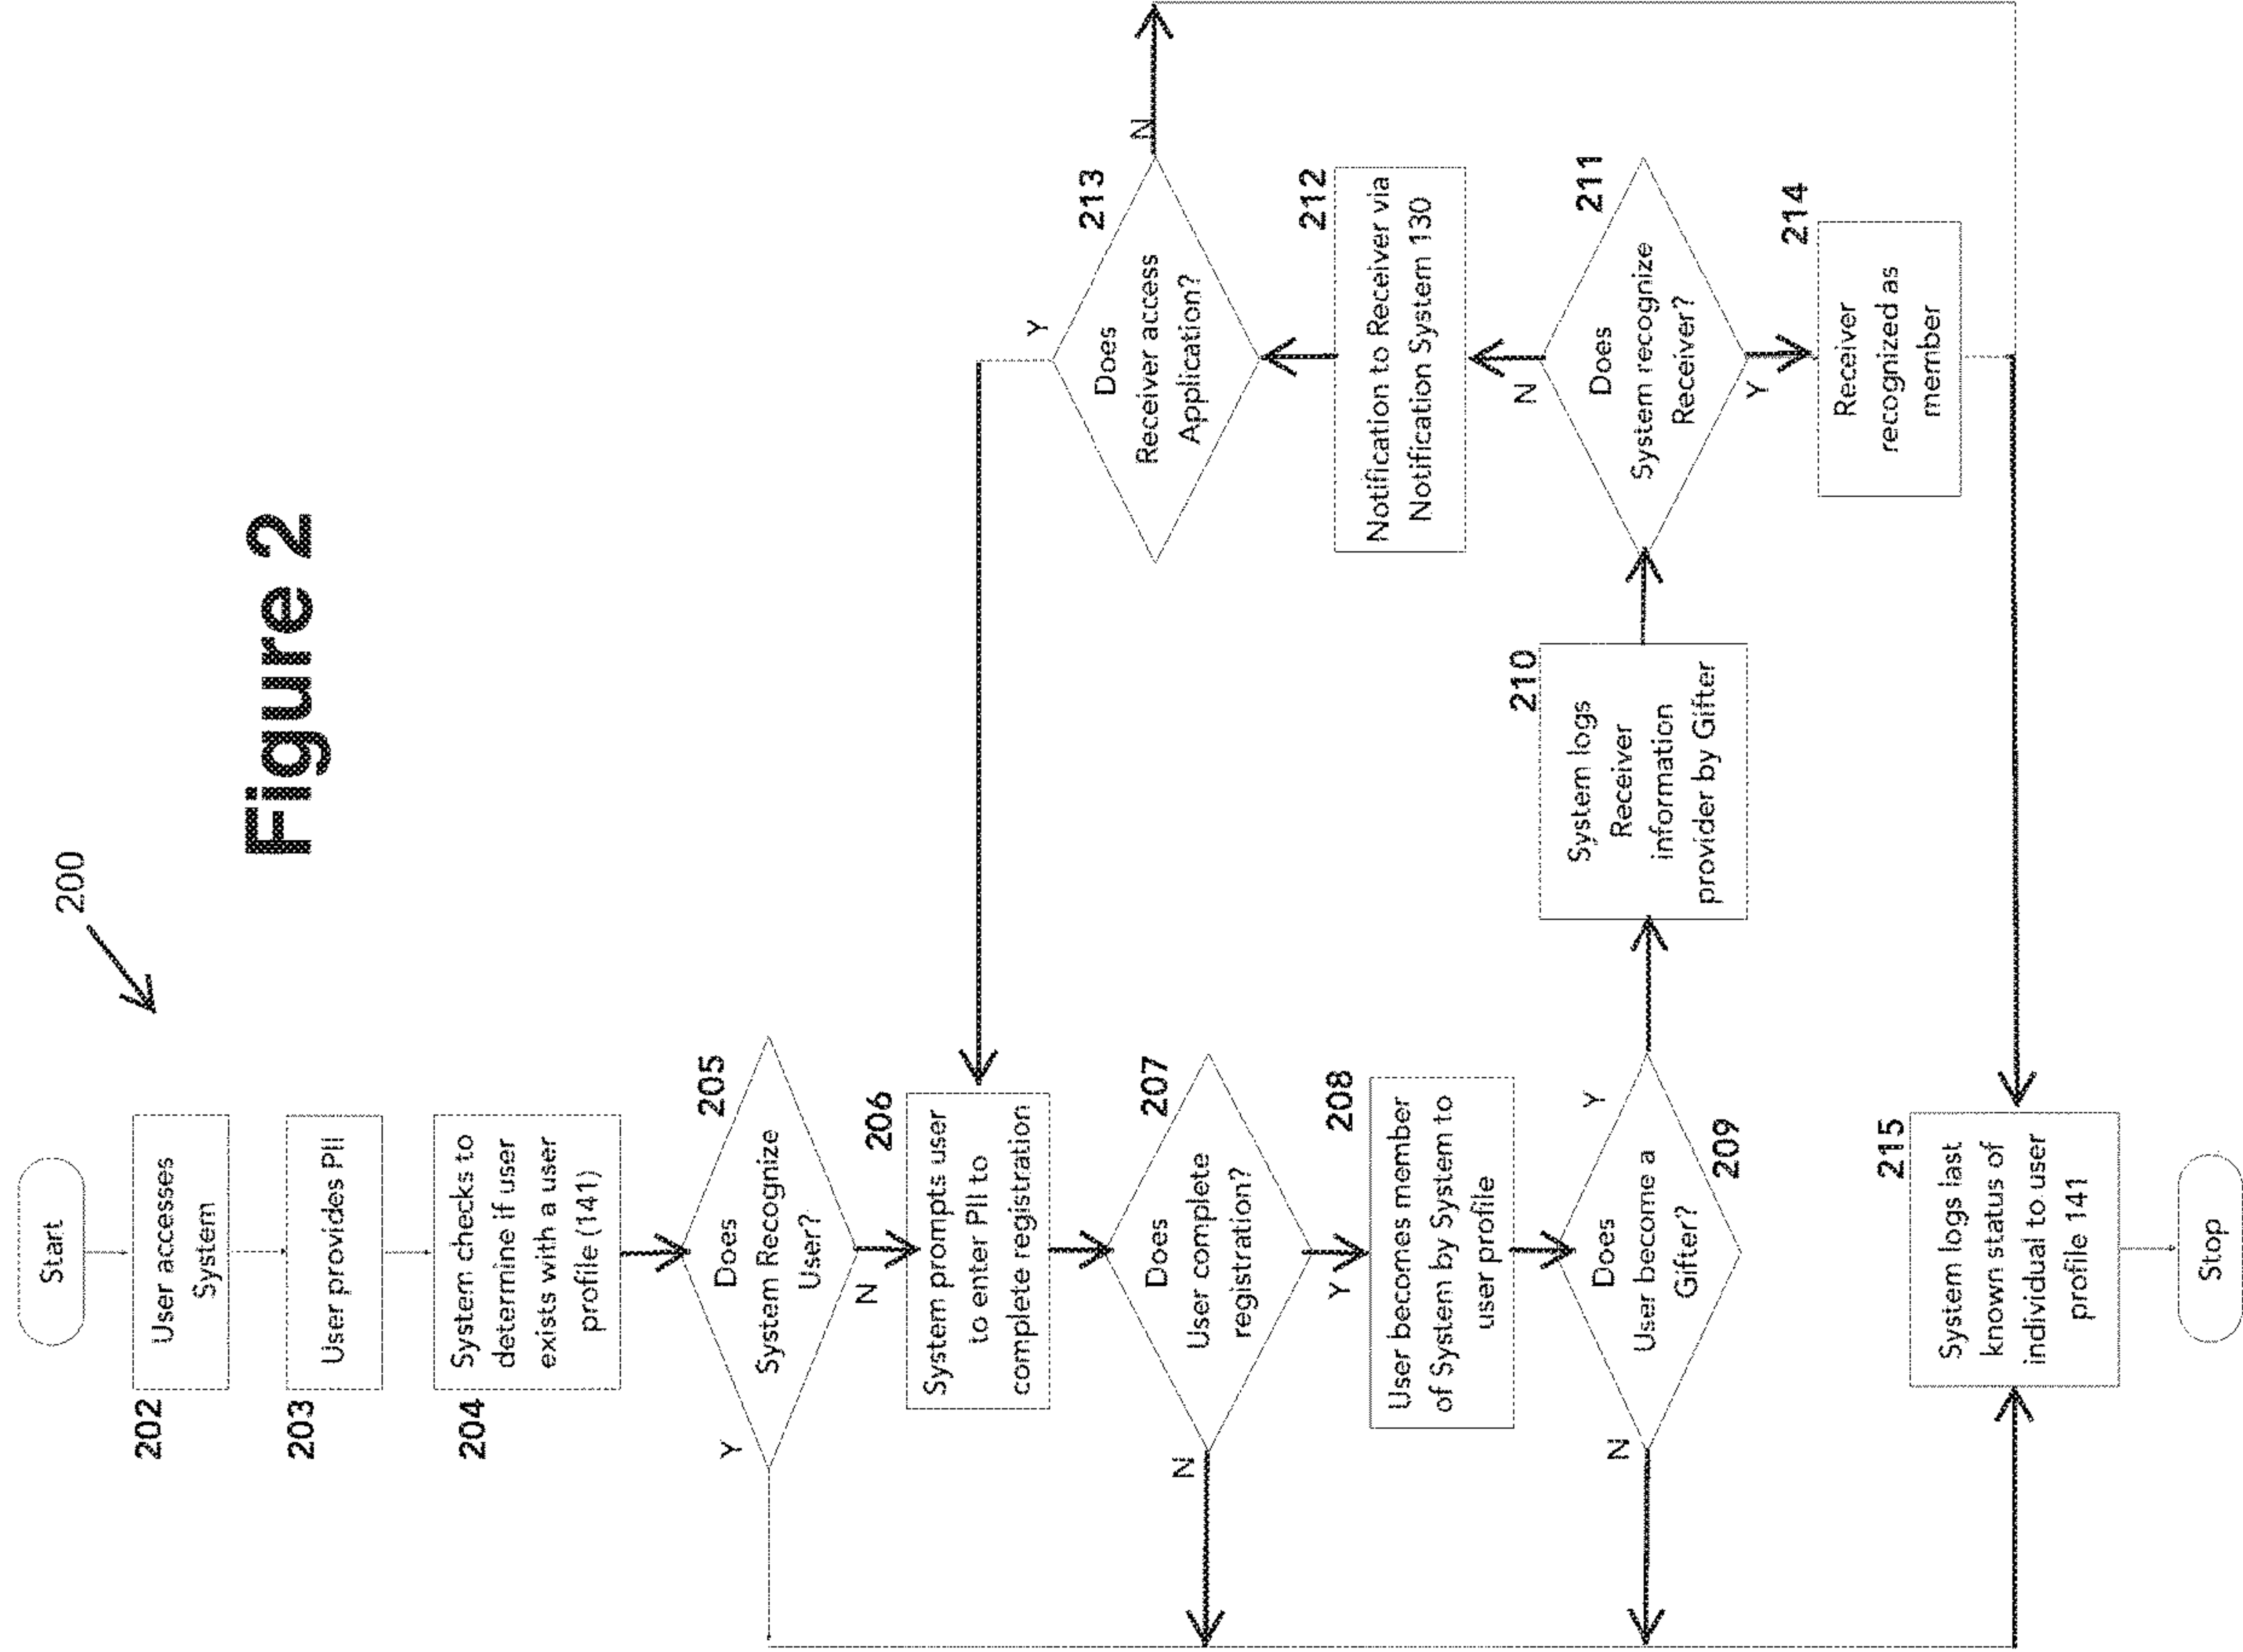 200
Figure 2
Start
202
User accesses
System
203
User provides PII
204
System checks to
determine if user
exists with a user
profile (141)
205
Does
System Recognize
User?
Y
N
206
System prompts user
to enter PII to
complete registration
207
Does
User complete
registration?
N
Y
208
User becomes member
of System by System to
user profile
Does
User become a
Gifter?
209
N
Y
210
System logs
Receiver
information
provider by Gifter
211
Does
System recognize
Receiver?
N
Y
212
Notification to Receiver via
Notification System 130
213
Does
Receiver access
Application?
Y
N
214
Receiver
recognized as
member
215
System logs last
known status of
individual to user
profile 141
Stop